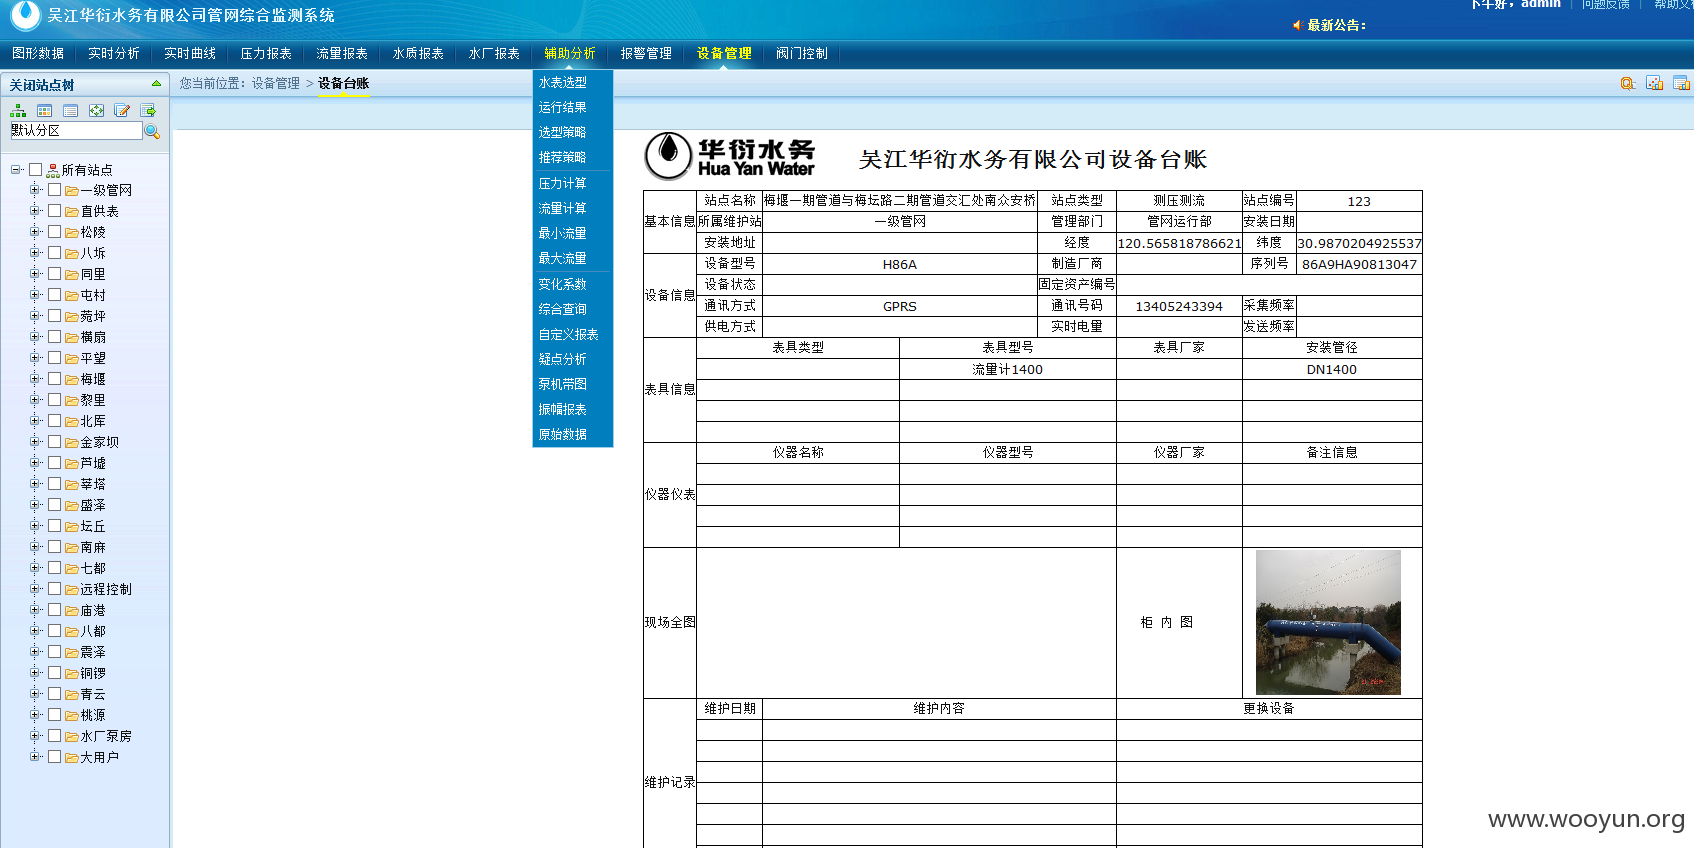 吴江华衍水务有限公司管网综合监测系统
下午好，admin | 问题反馈 | 帮助文
最新公告：
图形数据 实时分析 实时曲线 压力报表 流量报表 水质报表 水厂报表 辅助分析 报警管理 设备管理 阀门控制
关闭站点树
您当前位置：设备管理 > 设备台账
默认分区
所有站点
一级管网
直供表
松陵
八坼
同里
屯村
菀坪
横扇
平望
梅堰
黎里
北厍
金家坝
芦墟
莘塔
盛泽
坛丘
南麻
七都
远程控制
庙港
八都
震泽
铜锣
青云
桃源
水厂泵房
大用户
水表选型
运行结果
选型策略
推荐策略
压力计算
流量计算
最小流量
最大流量
变化系数
综合查询
自定义报表
疑点分析
泵机带图
振幅报表
原始数据
华衍水务
Hua Yan Water
吴江华衍水务有限公司设备台账
基本信息
站点名称 梅堰一期管道与梅坛路二期管道交汇处南众安桥 站点类型 测压测流 站点编号 123
所属维护站 一级管网 管理部门 管网运行部 安装日期
安装地址 经度 120.565818786621 纬度 30.9870204925537
设备信息
设备型号 H86A 制造厂商 序列号 86A9HA90813047
设备状态 固定资产编号
通讯方式 GPRS 通讯号码 13405243394 采集频率
供电方式 实时电量 发送频率
表具信息
表具类型 表具型号 表具厂家 安装管径
流量计1400 DN1400
仪器仪表
仪器名称 仪器型号 仪器厂家 备注信息
现场全图 柜 内 图
维护记录
维护日期 维护内容 更换设备
www.wooyun.org